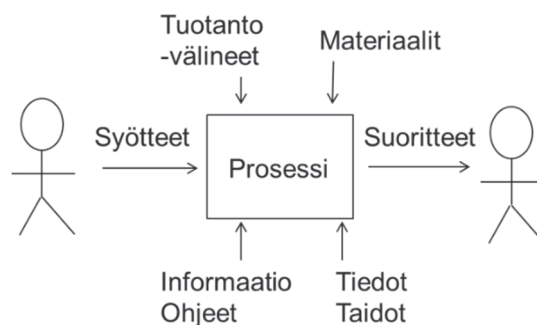 Tuotanto
-välineet
Materiaalit
Syötteet
Prosessi
Suoritteet
Informaatio
Ohjeet
Tiedot
Taidot